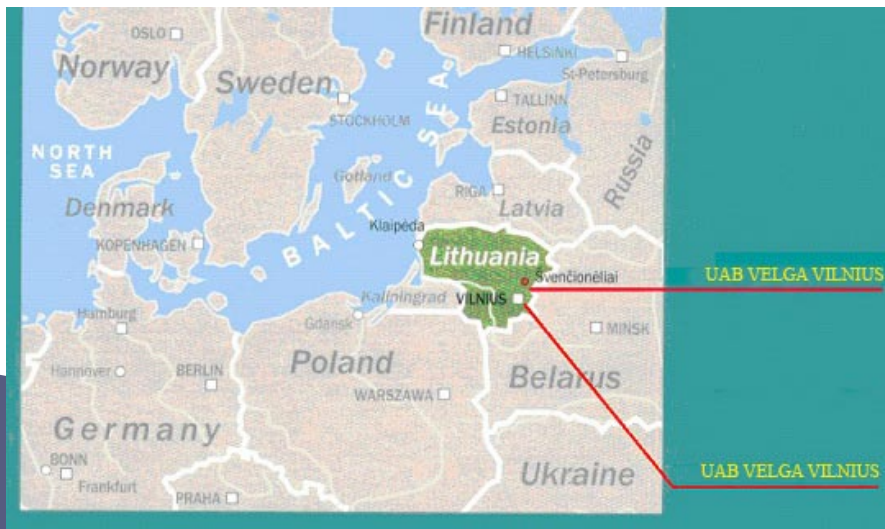 Finland
OSLO
HELSINKI
Norway
St-Petersburg
Sweden
TALLINN
STOCKHOLM
Estonia
NORTH
SEA
BALTIC SEA
Gotland
Russia
RIGA
Latvia
Denmark
Klaipėda
KOPENHAGEN
Lithuania
Švenčionėliai
UAB VELGA VILNIUS
Kaliningrad
VILNIUS
Hamburg
Gdansk
MINSK
Poland
Hannover
BERLIN
Belarus
WARSZAWA
Germany
BONN
Ukraine
UAB VELGA VILNIUS
Frankfurt
PRAHA